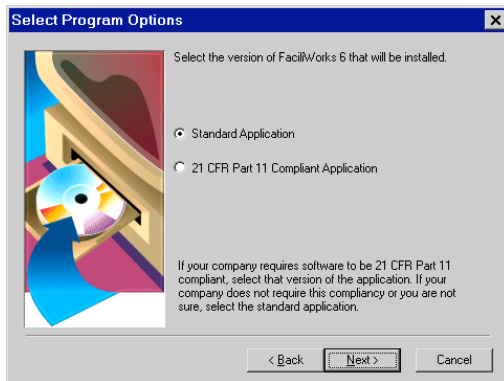 Select Program Options
Select the version of FaciliWorks 6 that will be installed.
Standard Application
21 CFR Part 11 Compliant Application
If your company requires software to be 21 CFR Part 11
compliant, select that version of the application. If your
company does not require this compliancy or you are not
sure, select the standard application.
< Back Next > Cancel